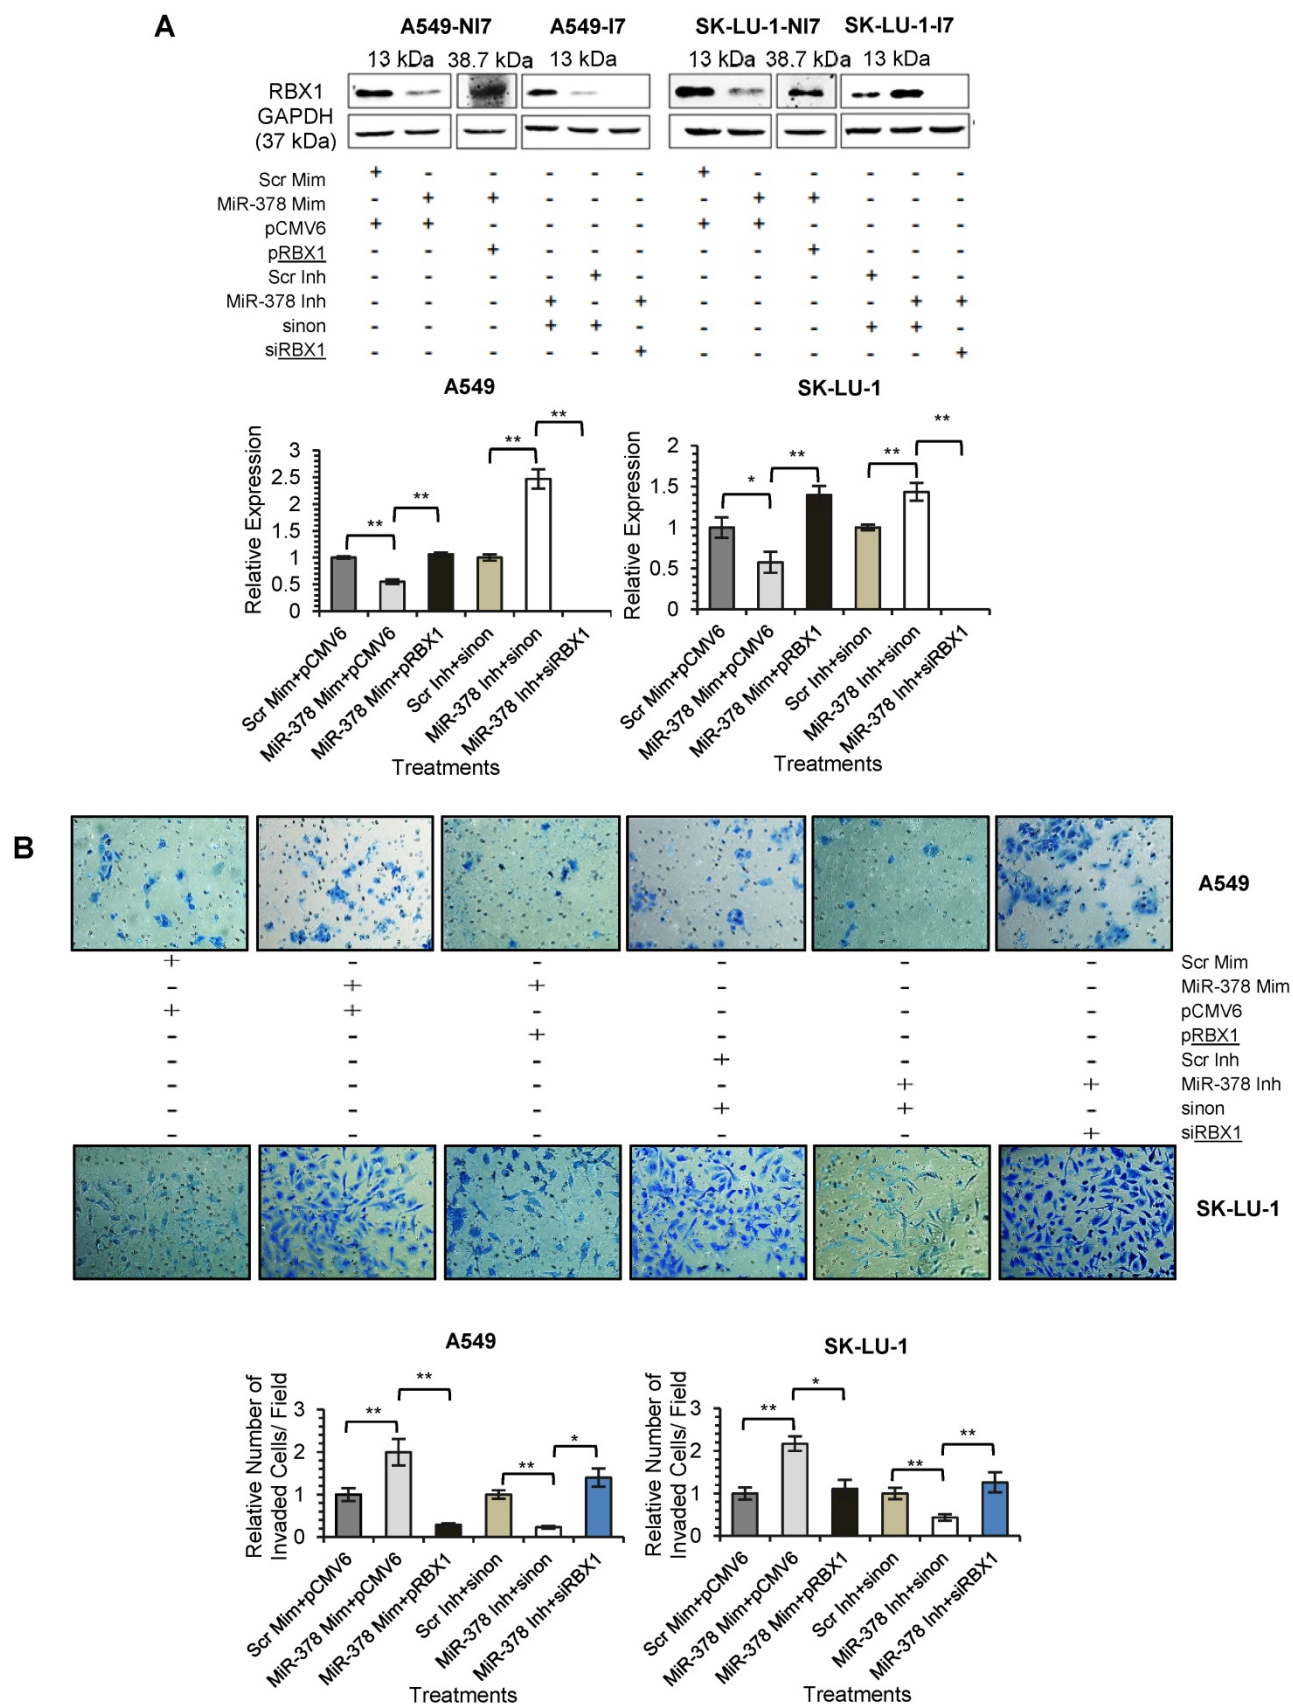 A
A549-NI7 A549-I7 SK-LU-1-NI7 SK-LU-1-I7
13 kDa 38.7 kDa 13 kDa 13 kDa 38.7 kDa 13 kDa
RBX1
GAPDH
(37 kDa)
Scr Mim + - - - - - + - - - - -
MiR-378 Mim - + + - - - - + + - - -
pCMV6 + + - - - - + + - - - -
pRBX1 - - + - - - - - + - - -
Scr Inh - - - - + - - - - + - -
MiR-378 Inh - - - + - + - - - - + +
sinon - - - + + - - - - + + -
siRBX1 - - - - - + - - - - - +
A549
Relative Expression
3
2.5
2
1.5
1
0.5
0
** ** ** **
Scr Mim+pCMV6
MiR-378 Mim+pCMV6
MiR-378 Mim+pRBX1
Scr Inh+sinon
MiR-378 Inh+sinon
MiR-378 Inh+siRBX1
Treatments
SK-LU-1
Relative Expression
2
1.5
1
0.5
0
* ** ** **
Scr Mim+pCMV6
MiR-378 Mim+pCMV6
MiR-378 Mim+pRBX1
Scr Inh+sinon
MiR-378 Inh+sinon
MiR-378 Inh+siRBX1
Treatments
B
A549
+ - - - - - Scr Mim
- + + - - - MiR-378 Mim
+ + - - - - pCMV6
- - + - - - pRBX1
- - - + - - Scr Inh
- - - - + + MiR-378 Inh
- - - + + - sinon
- - - - - + siRBX1
SK-LU-1
A549
Relative Number of
Invaded Cells/ Field
3
2
1
0
** ** ** *
Scr Mim+pCMV6
MiR-378 Mim+pCMV6
MiR-378 Mim+pRBX1
Scr Inh+sinon
MiR-378 Inh+sinon
MiR-378 Inh+siRBX1
Treatments
SK-LU-1
Relative Number of
Invaded Cells/ Field
3
2
1
0
** * ** **
Scr Mim+pCMV6
MiR-378 Mim+pCMV6
MiR-378 Mim+pRBX1
Scr Inh+sinon
MiR-378 Inh+sinon
MiR-378 Inh+siRBX1
Treatments